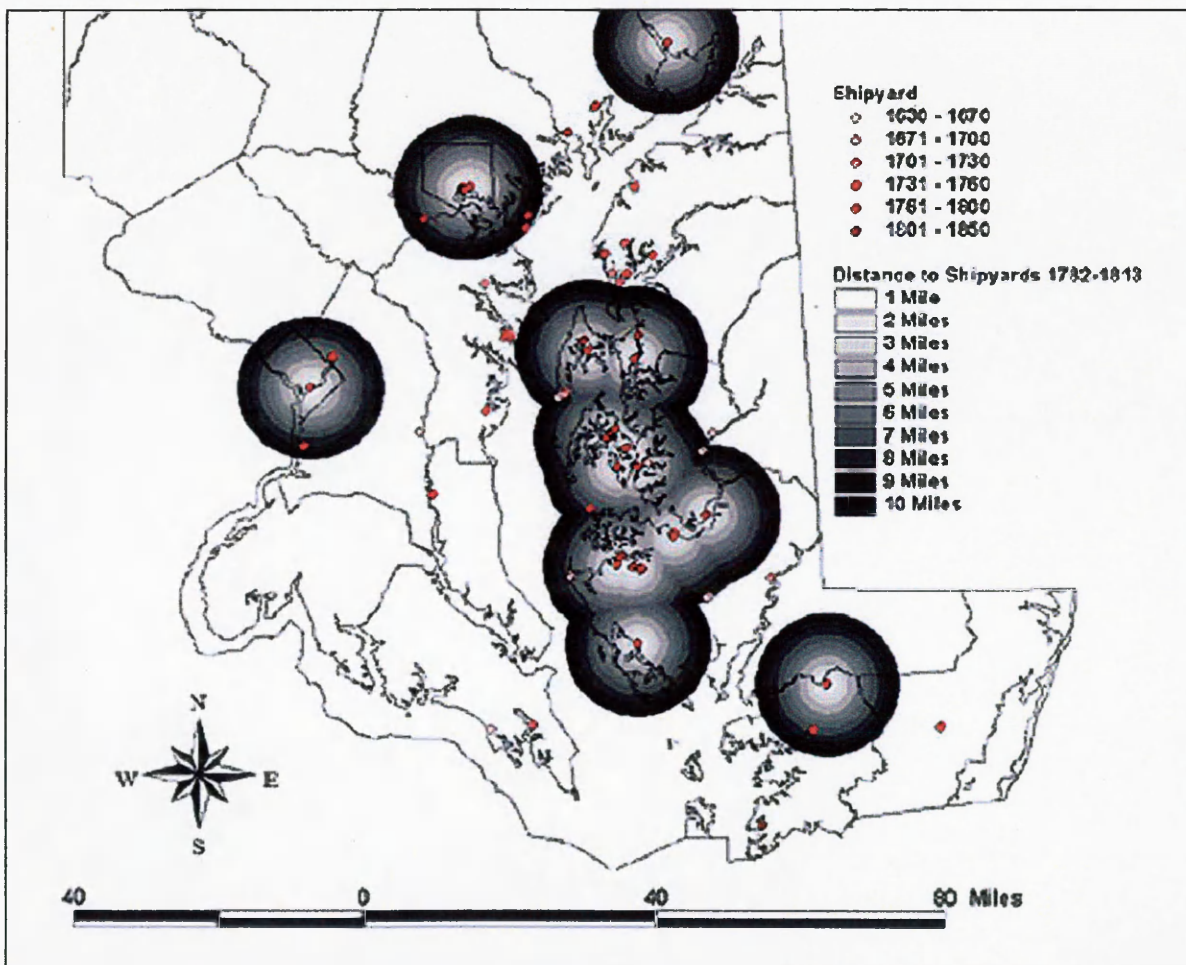 Shipyard
1630 - 1670
1671 - 1700
1701 - 1730
1731 - 1760
1761 - 1800
1801 - 1850
Distance to Shipyards 1782-1813
1 Mile
2 Miles
3 Miles
4 Miles
5 Miles
6 Miles
7 Miles
8 Miles
9 Miles
10 Miles
N
W E
S
40 0 40 80 Miles